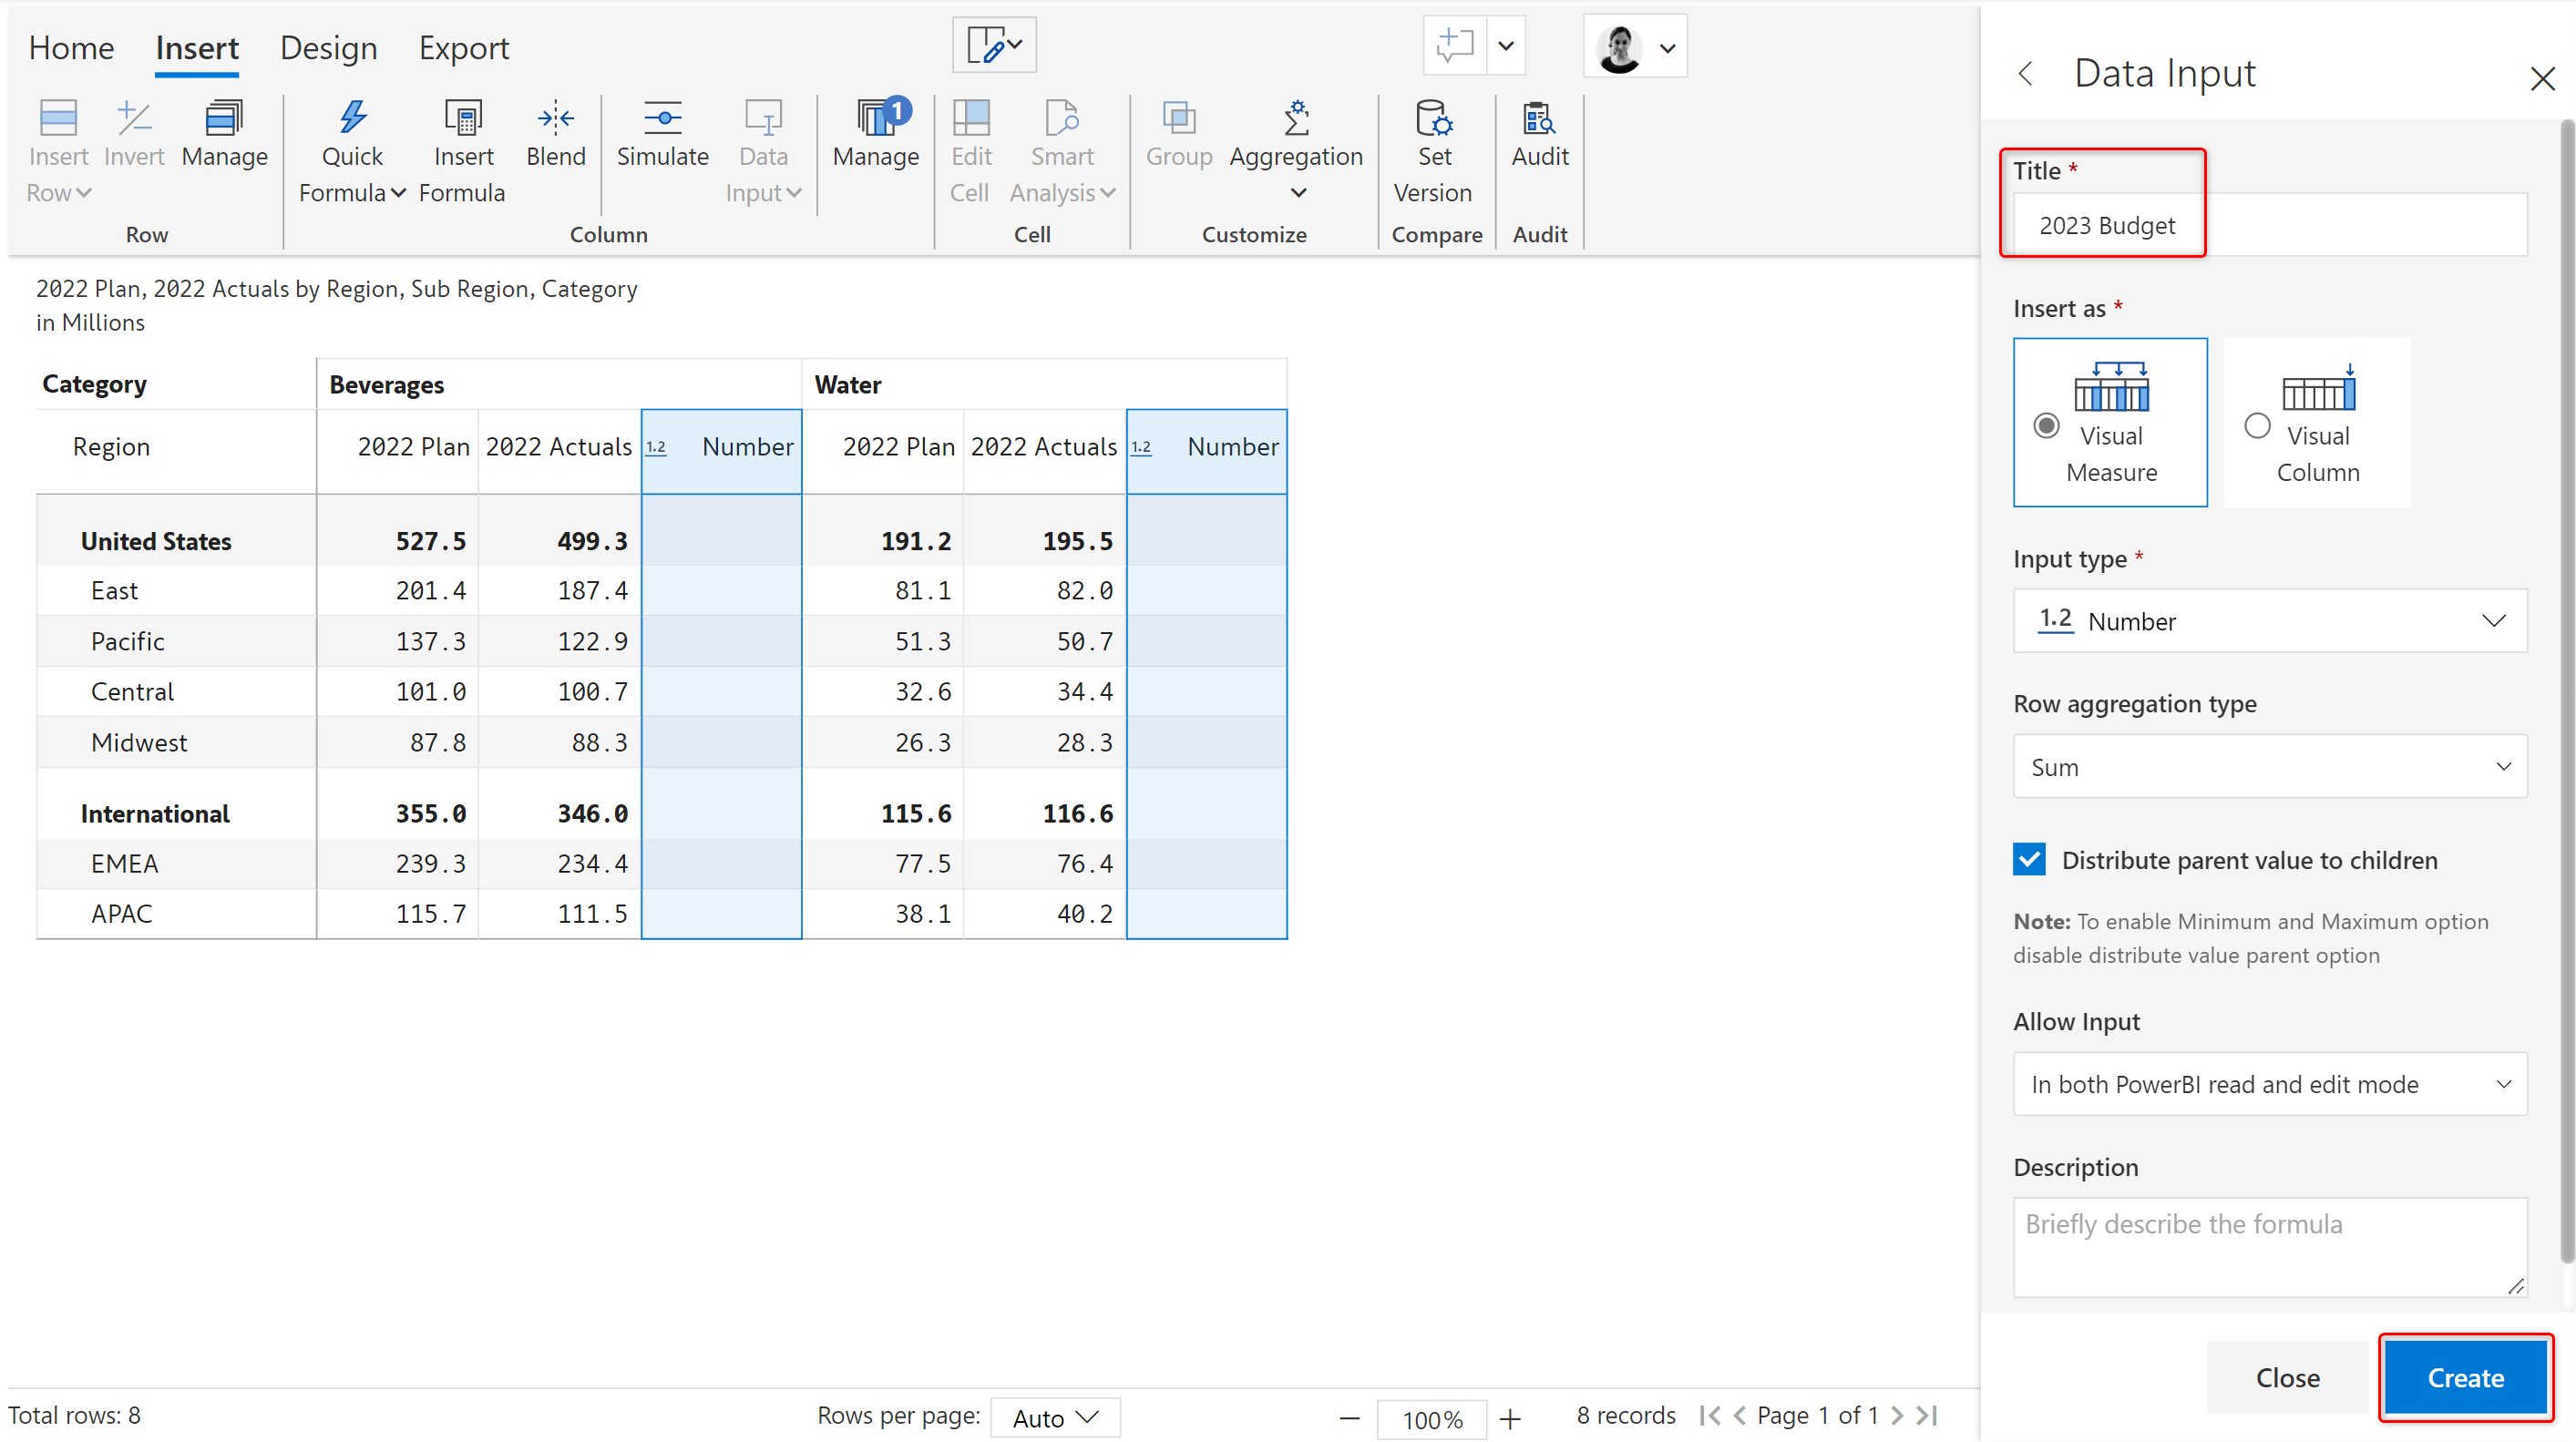 Home Insert Design Export
1
Insert Row Invert Manage Quick Formula Insert Formula Blend Simulate Data Input Manage Edit Cell Smart Analysis Group Aggregation Set Version Audit
Row Column Cell Customize Compare Audit
2022 Plan, 2022 Actuals by Region, Sub Region, Category
in Millions
Category Beverages Water
Region 2022 Plan 2022 Actuals 1.2 Number 2022 Plan 2022 Actuals 1.2 Number
United States 527.5 499.3 191.2 195.5
East 201.4 187.4 81.1 82.0
Pacific 137.3 122.9 51.3 50.7
Central 101.0 100.7 32.6 34.4
Midwest 87.8 88.3 26.3 28.3
International 355.0 346.0 115.6 116.6
EMEA 239.3 234.4 77.5 76.4
APAC 115.7 111.5 38.1 40.2
Total rows: 8 Rows per page: Auto 100% 8 records Page 1 of 1
Data Input
Title *
2023 Budget
Insert as *
Visual Measure
Visual Column
Input type *
1.2 Number
Row aggregation type
Sum
Distribute parent value to children
Note: To enable Minimum and Maximum option
disable distribute value parent option
Allow Input
In both PowerBI read and edit mode
Description
Briefly describe the formula
Close Create